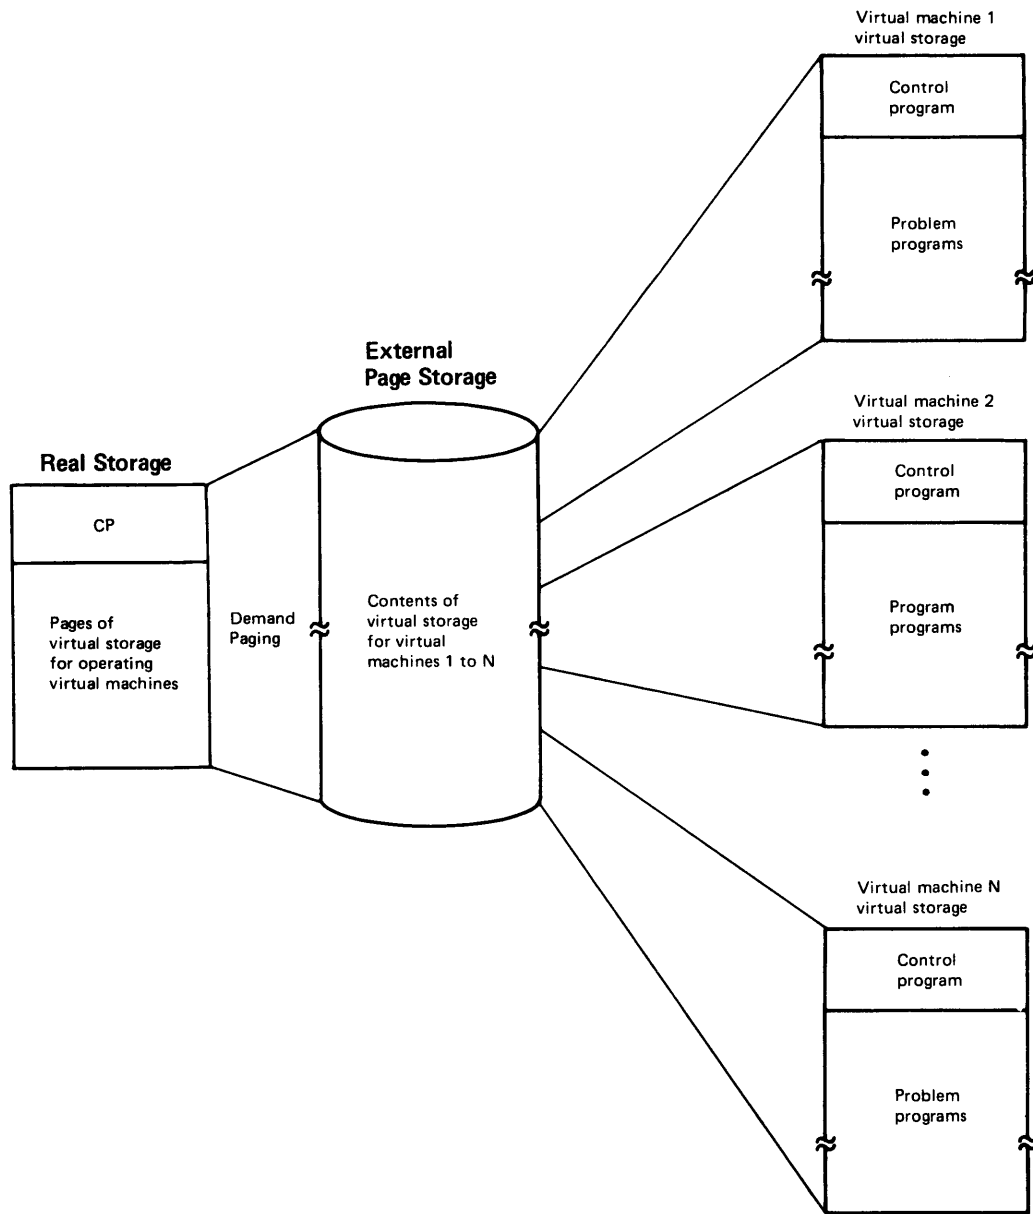 Virtual machine 1
virtual storage
Control
program
Problem
programs
External
Page Storage
Virtual machine 2
virtual storage
Real Storage
Control
program
CP
Pages of
virtual storage
for operating
virtual machines
Demand
Paging
Contents of
virtual storage
for virtual
machines 1 to N
Program
programs
Virtual machine N
virtual storage
Control
program
Problem
programs